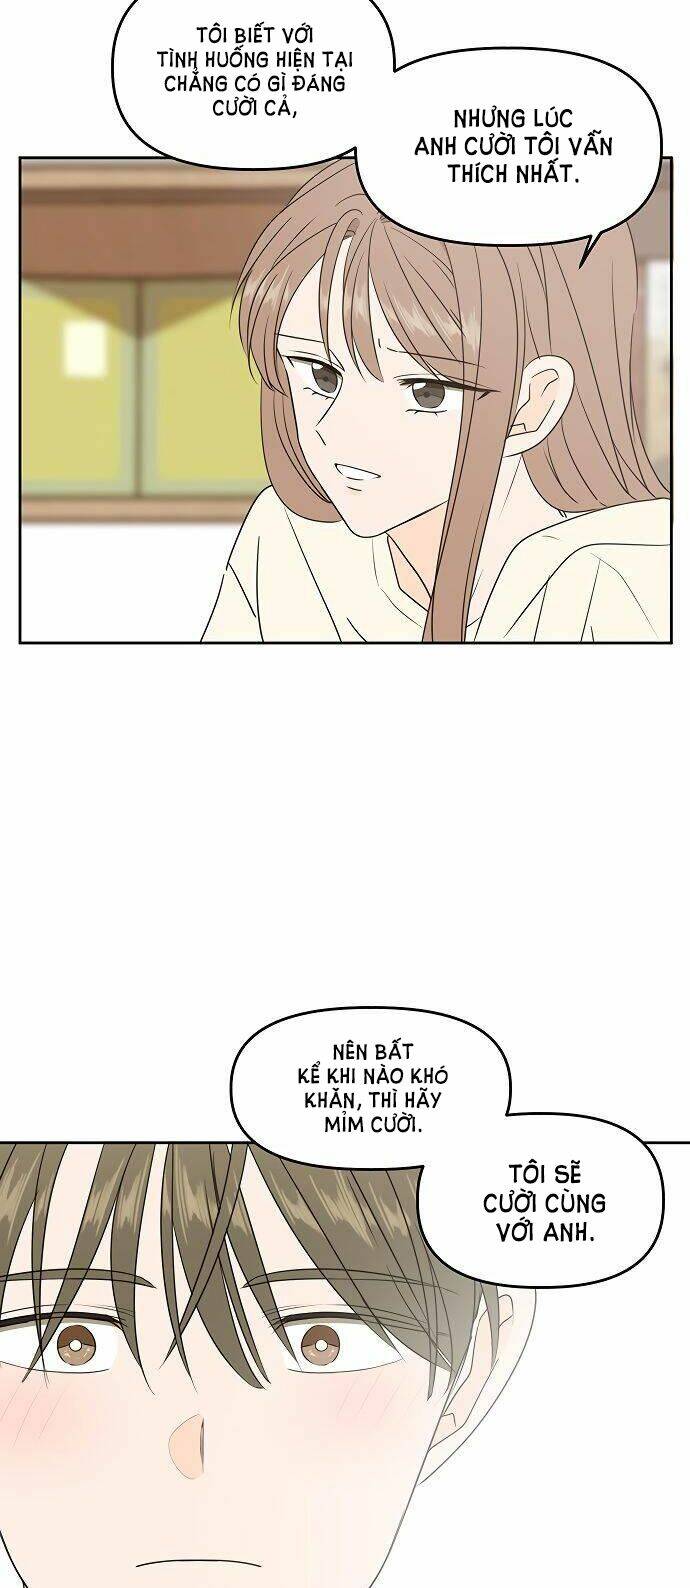 TÔI BIẾT VỚI
TÌNH HUỐNG HIỆN TẠI
CHẲNG CÓ GÌ ĐÁNG
CƯỜI CẢ,
NHƯNG LÚC
ANH CƯỜI TÔI VẪN
THÍCH NHẤT.
NÊN BẤT
KỂ KHI NÀO KHÓ
KHĂN, THÌ HÃY
MỈM CƯỜI.
TÔI SẼ
CƯỜI CÙNG
VỚI ANH.